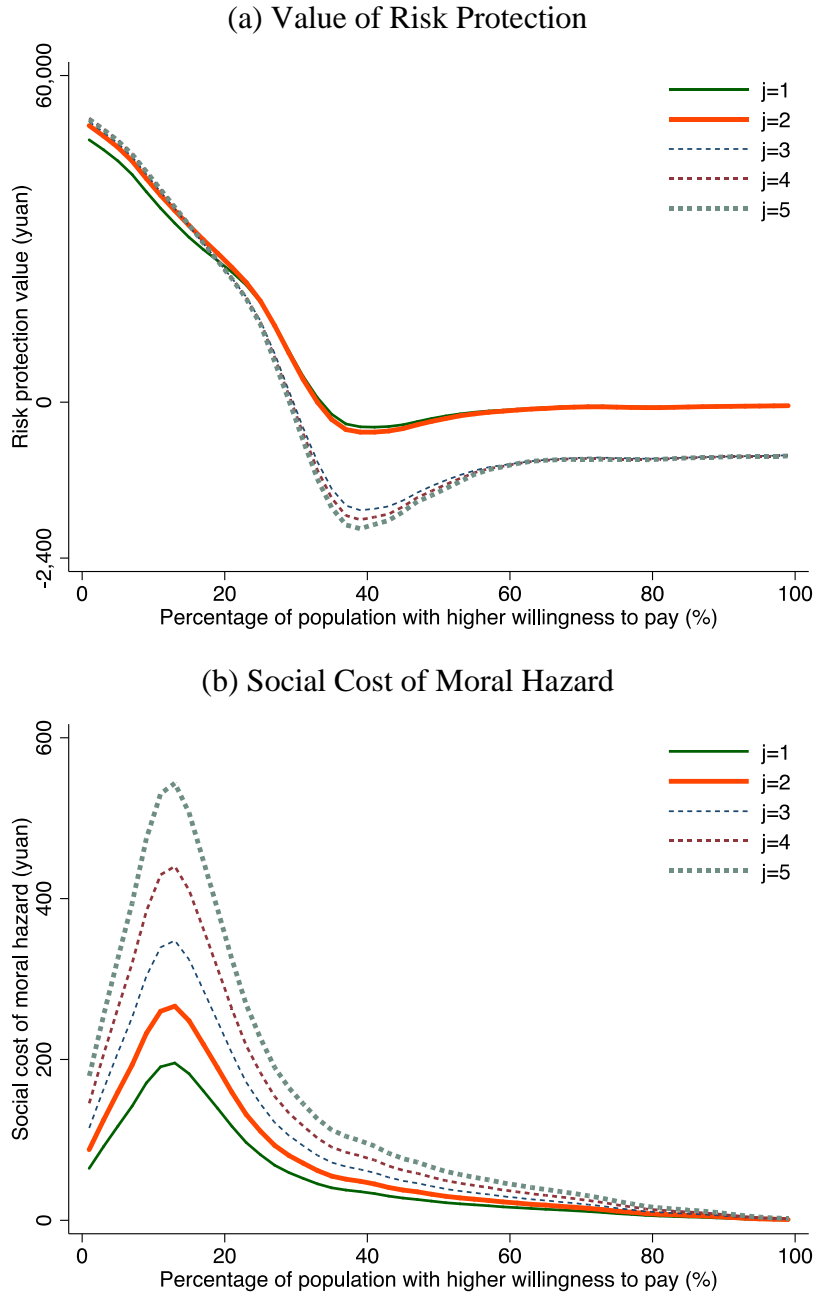 (a) Value of Risk Protection
60,000
0
-2,400
Risk protection value (yuan)
j=1
j=2
j=3
j=4
j=5
0 20 40 60 80 100
Percentage of population with higher willingness to pay (%)
(b) Social Cost of Moral Hazard
600
400
200
0
Social cost of moral hazard (yuan)
j=1
j=2
j=3
j=4
j=5
0 20 40 60 80 100
Percentage of population with higher willingness to pay (%)